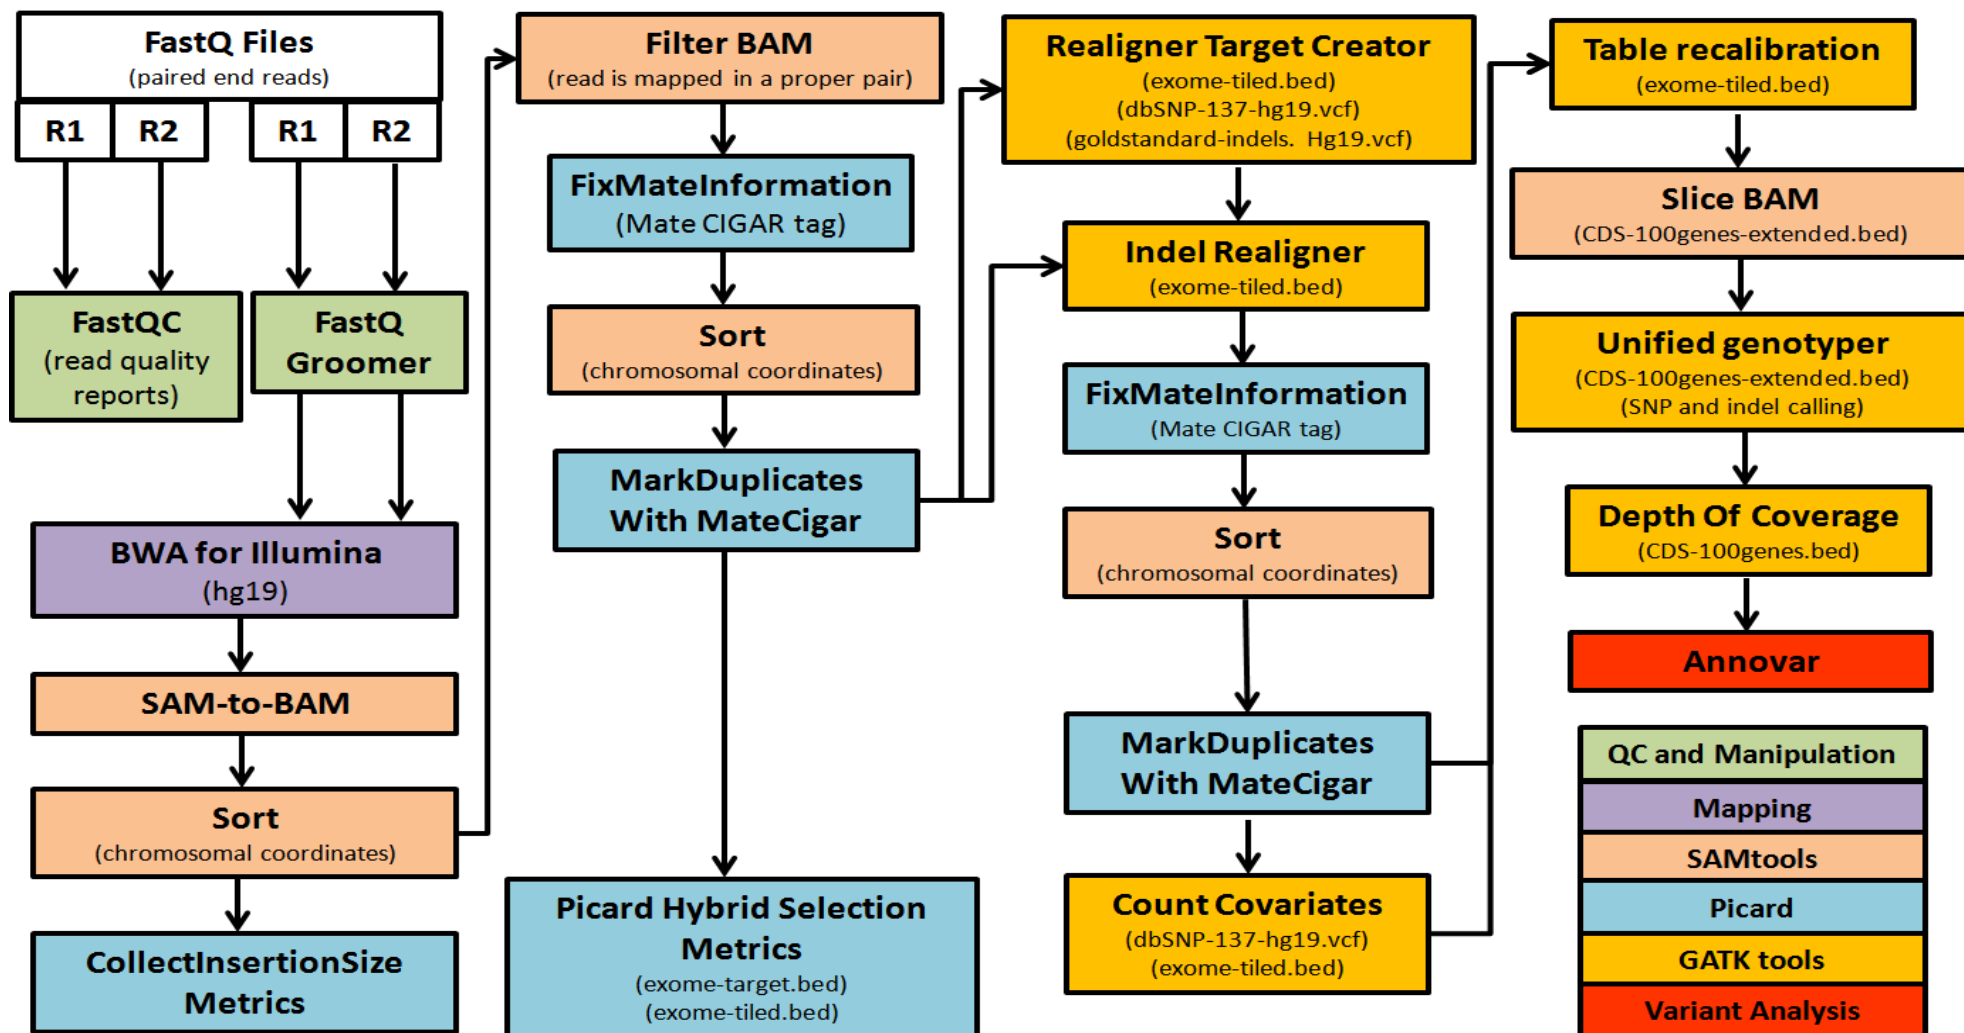 FastQ Files
(paired end reads)
R1
R2
R1
R2
FastQC
(read quality
reports)
FastQ
Groomer
BWA for Illumina
(hg19)
SAM-to-BAM
Sort
(chromosomal coordinates)
CollectInsertionSize
Metrics
Filter BAM
(read is mapped in a proper pair)
FixMateInformation
(Mate CIGAR tag)
Sort
(chromosomal coordinates)
MarkDuplicates
With MateCigar
Picard Hybrid Selection
Metrics
(exome-target.bed)
(exome-tiled.bed)
Realigner Target Creator
(exome-tiled.bed)
(dbSNP-137-hg19.vcf)
(goldstandard-indels. Hg19.vcf)
Indel Realigner
(exome-tiled.bed)
FixMateInformation
(Mate CIGAR tag)
Sort
(chromosomal coordinates)
MarkDuplicates
With MateCigar
Count Covariates
(dbSNP-137-hg19.vcf)
(exome-tiled.bed)
Table recalibration
(exome-tiled.bed)
Slice BAM
(CDS-100genes-extended.bed)
Unified genotyper
(CDS-100genes-extended.bed)
(SNP and indel calling)
Depth Of Coverage
(CDS-100genes.bed)
Annovar
QC and Manipulation
Mapping
SAMtools
Picard
GATK tools
Variant Analysis